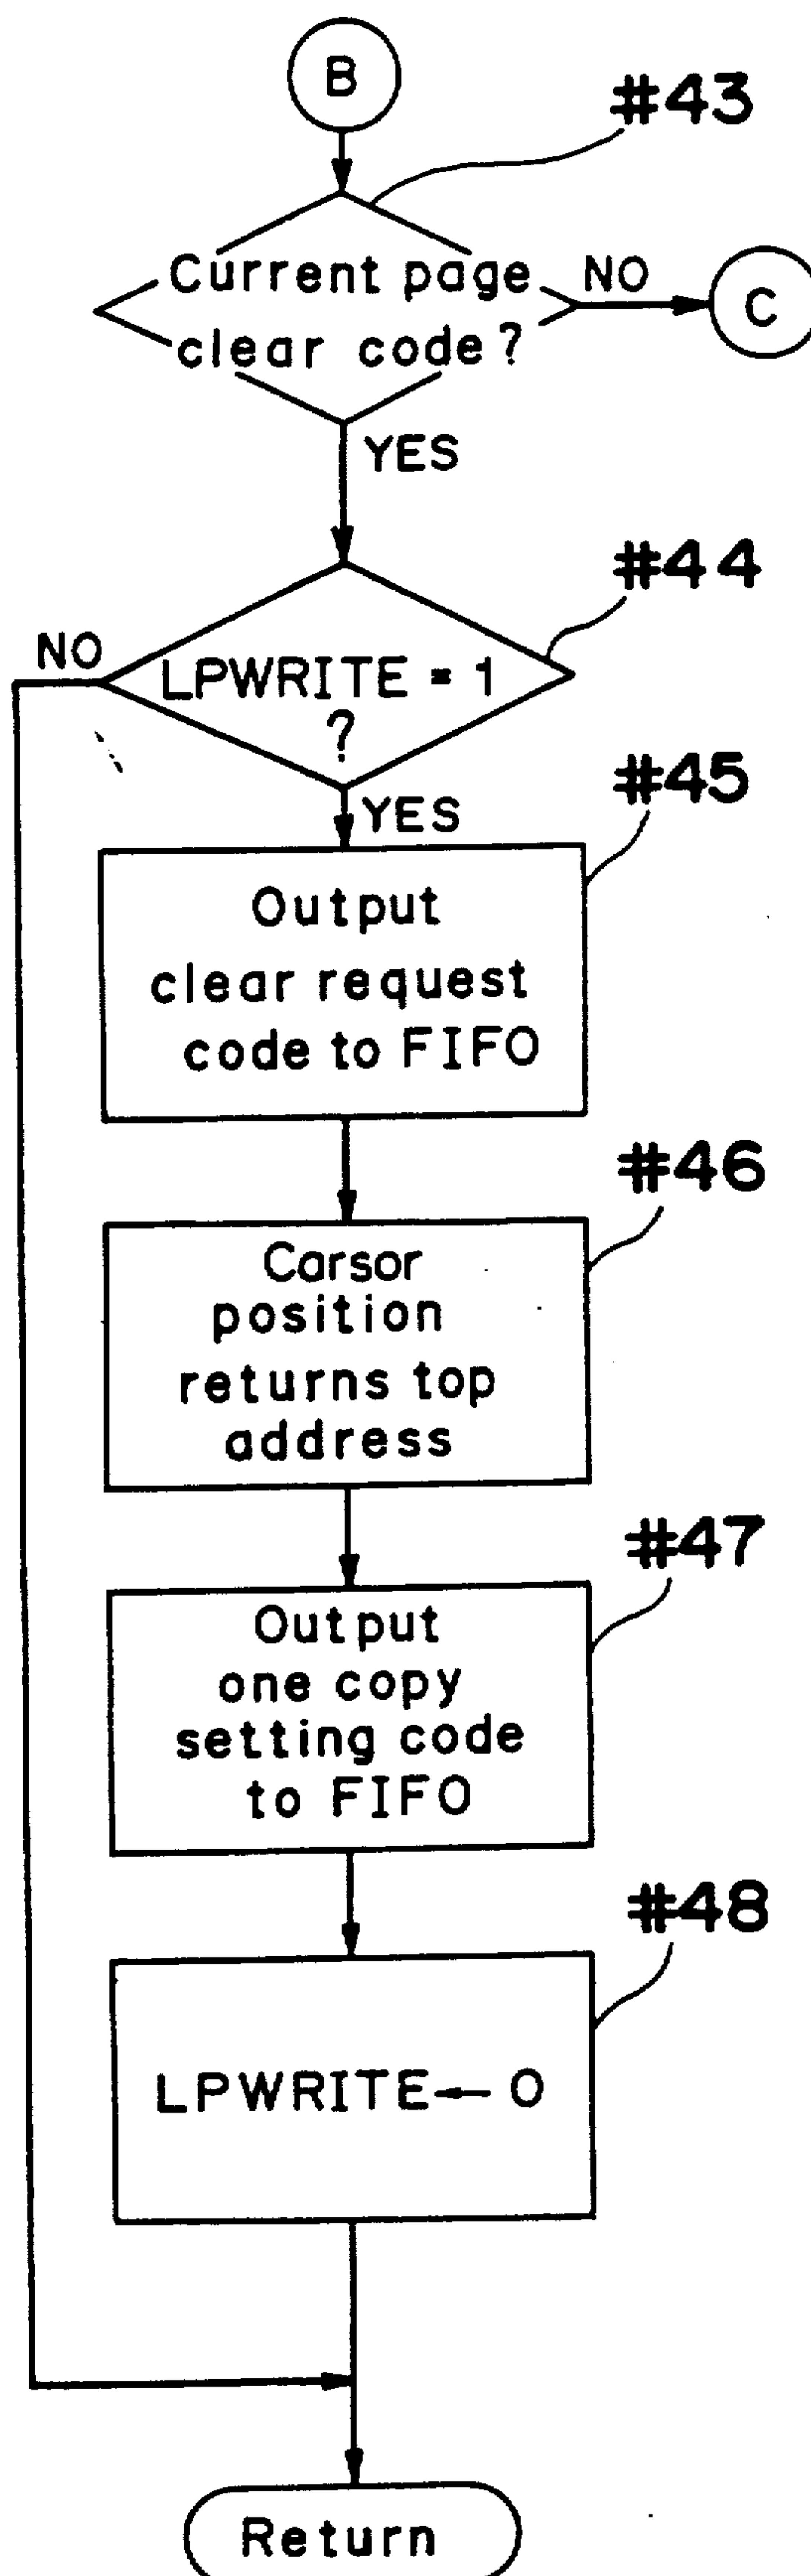 B
#43
Current page
clear code?
NO
C
YES
#44
NO
LPWRITE = 1
?
YES
#45
Output
clear request
code to FIFO
#46
Carsor
position
returns top
address
#47
Output
one copy
setting code
to FIFO
#48
LPWRITE ← 0
Return